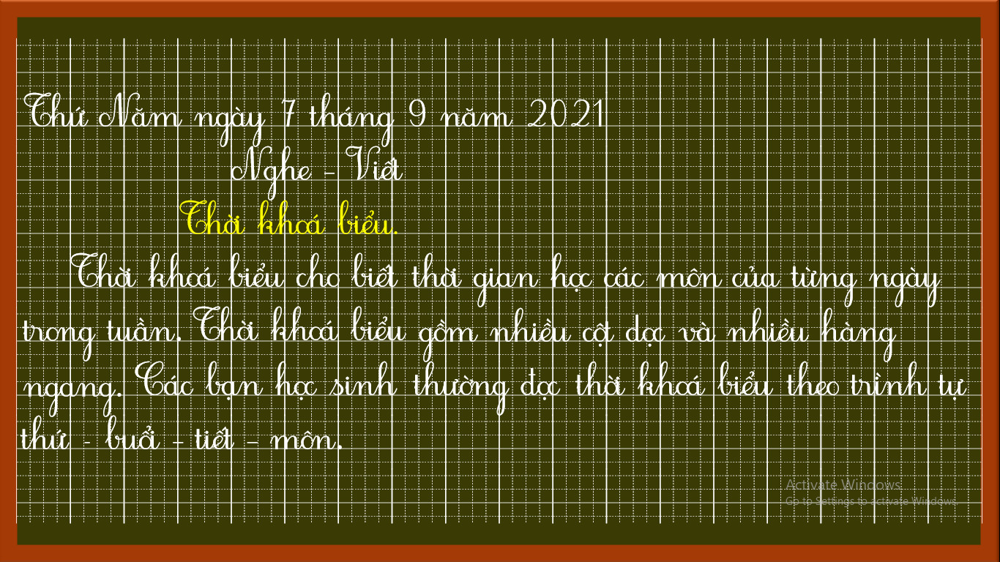 Thứ Năm ngày 7 tháng 9 năm 2021
Nghe – Viết
Thời khoá biểu.
Thời khoá biểu cho biết thời gian học các môn của từng ngày
trong tuần. Thời khoá biểu gồm nhiều cột dọc và nhiều hàng
ngang. Các bạn học sinh thường đọc thời khoá biểu theo trình tự
thứ - buổi – tiết – môn.
Activate Windows
Go to Settings to activate Windows.